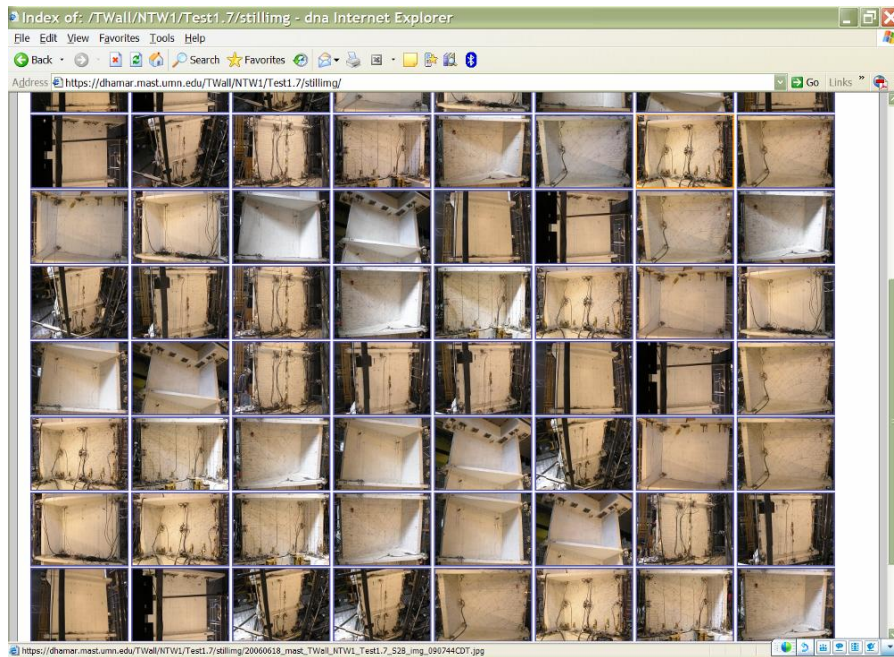 Index of: /TWall/NTW1/Test1.7/stillimg - dna Internet Explorer
File Edit View Favorites Tools Help
Back Search Favorites
Address https://dhamar.mast.umn.edu/TWall/NTW1/Test1.7/stillimg/ Go Links »
https://dhamar.mast.umn.edu/TWall/NTW1/Test1.7/stillimg/20060618_mast_TWall_NTW1_Test1.7_S28_img_090744CDT.jpg